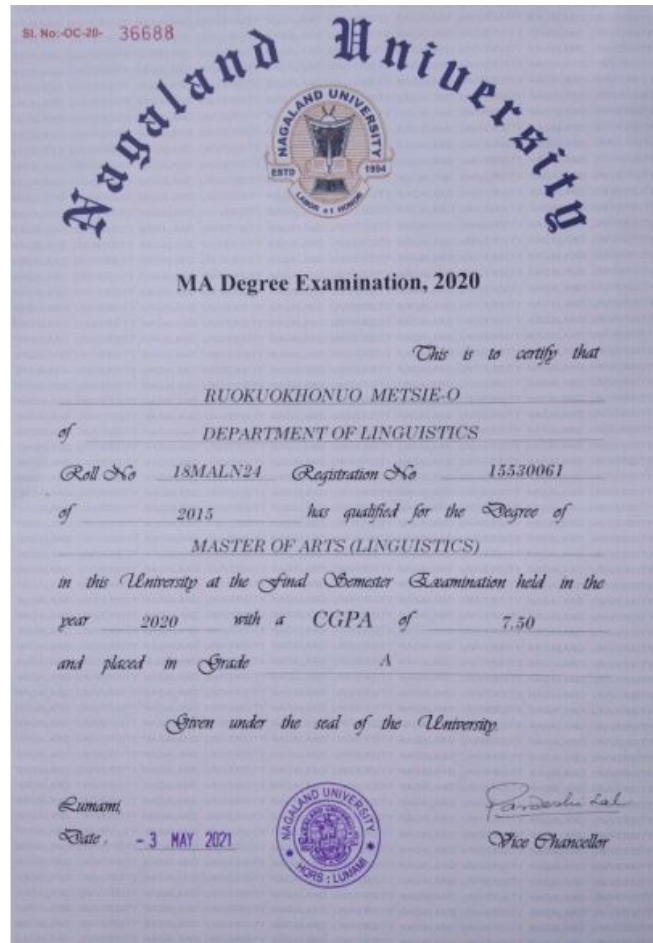 Sl. No:-OC-20- 36688
Nagaland University
NAGALAND UNIVERSITY
ESTD 1994
LABOR et HONOR
MA Degree Examination, 2020
This is to certify that
RUOKUOKHONUO METSIE-O
of DEPARTMENT OF LINGUISTICS
Roll No 18MALN24 Registration No 15530061
of 2015 has qualified for the Degree of
MASTER OF ARTS (LINGUISTICS)
in this University at the Final Semester Examination held in the
year 2020 with a CGPA of 7.50
and placed in Grade A
Given under the seal of the University.
Lumami,
Date, - 3 MAY 2021
NAGALAND UNIVERSITY
HQRS : LUMAMI
Vice Chancellor